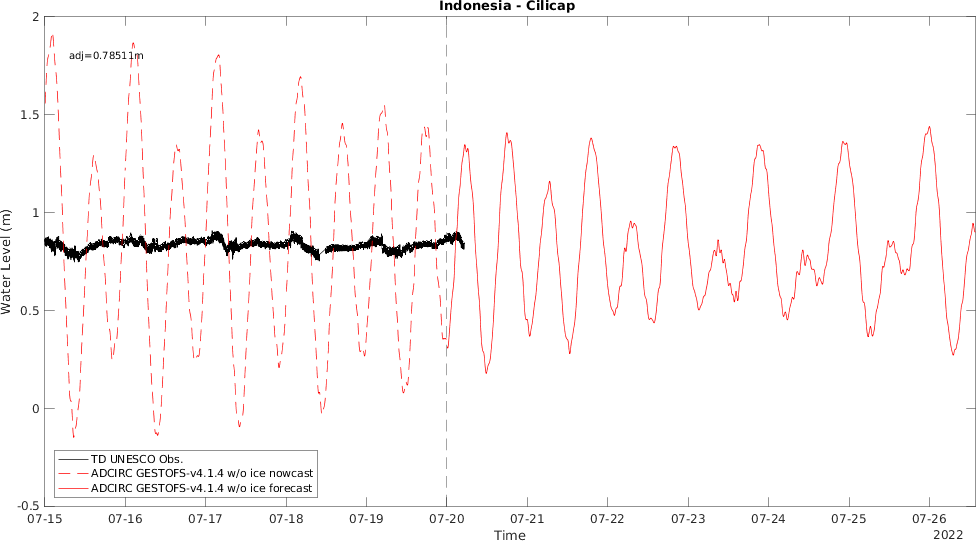 Indonesia - Cilicap
2
adj=0.78511m
1.5
1
0.5
0
-0.5
Water Level (m)
TD UNESCO Obs.
ADCIRC GESTOFS-v4.1.4 w/o ice nowcast
ADCIRC GESTOFS-v4.1.4 w/o ice forecast
07-15 07-16 07-17 07-18 07-19 07-20 07-21 07-22 07-23 07-24 07-25 07-26
Time
2022